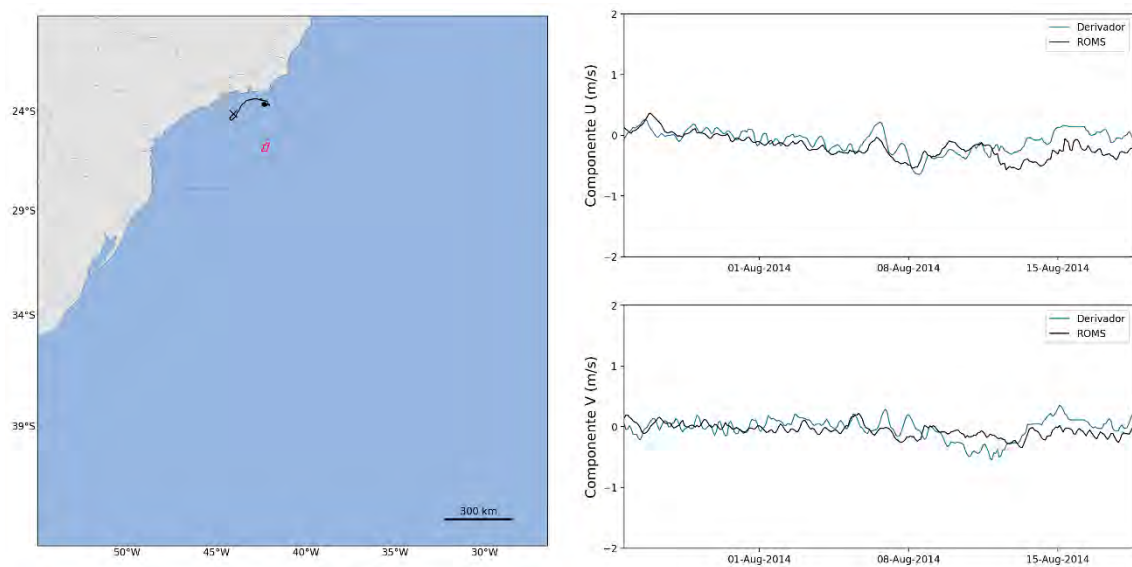 24°S
29°S
34°S
39°S
300 km
50°W
45°W
40°W
35°W
30°W
2
Derivador
ROMS
1
0
−1
−2
Componente U (m/s)
01-Aug-2014
08-Aug-2014
15-Aug-2014
2
Derivador
ROMS
1
0
−1
−2
Componente V (m/s)
01-Aug-2014
08-Aug-2014
15-Aug-2014